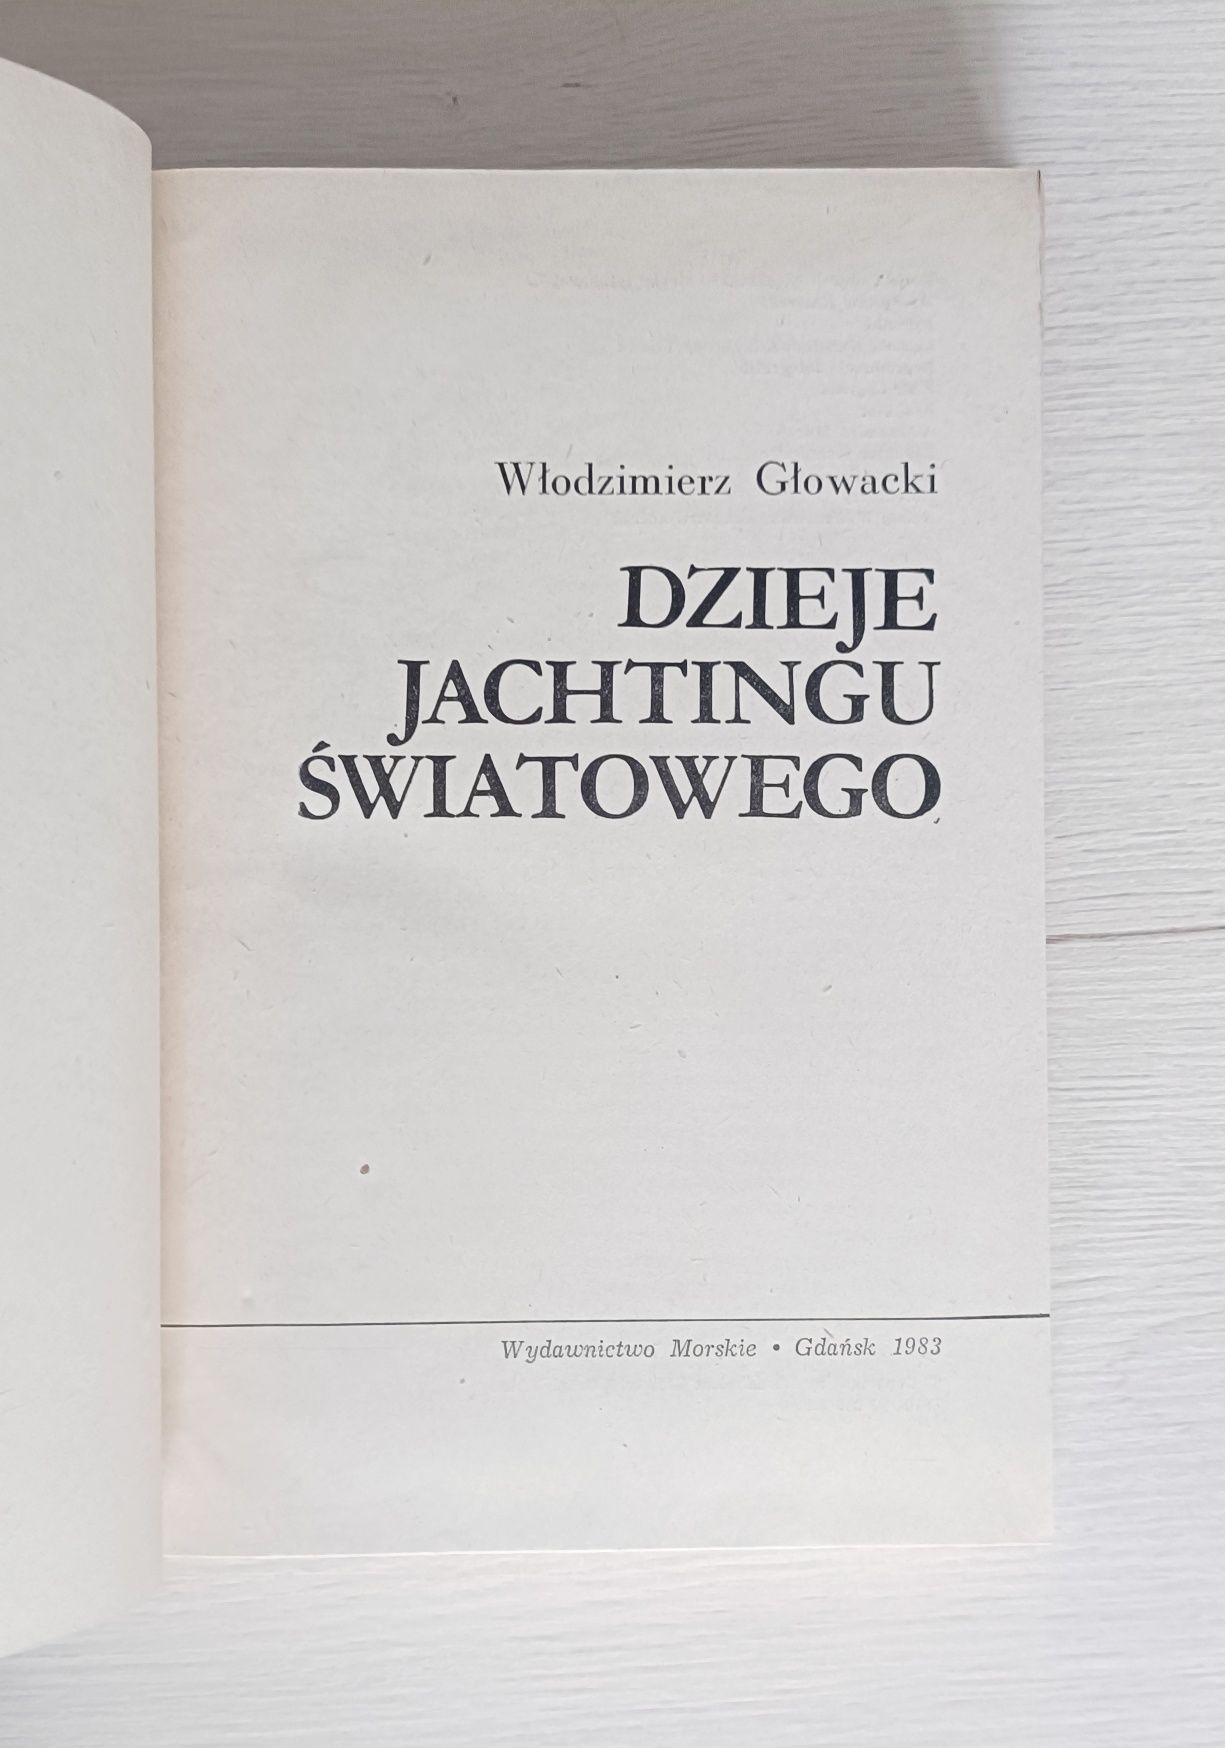 Włodzimierz Głowacki
DZIEJE
JACHTINGU
ŚWIATOWEGO
Wydawnictwo Morskie • Gdańsk 1983